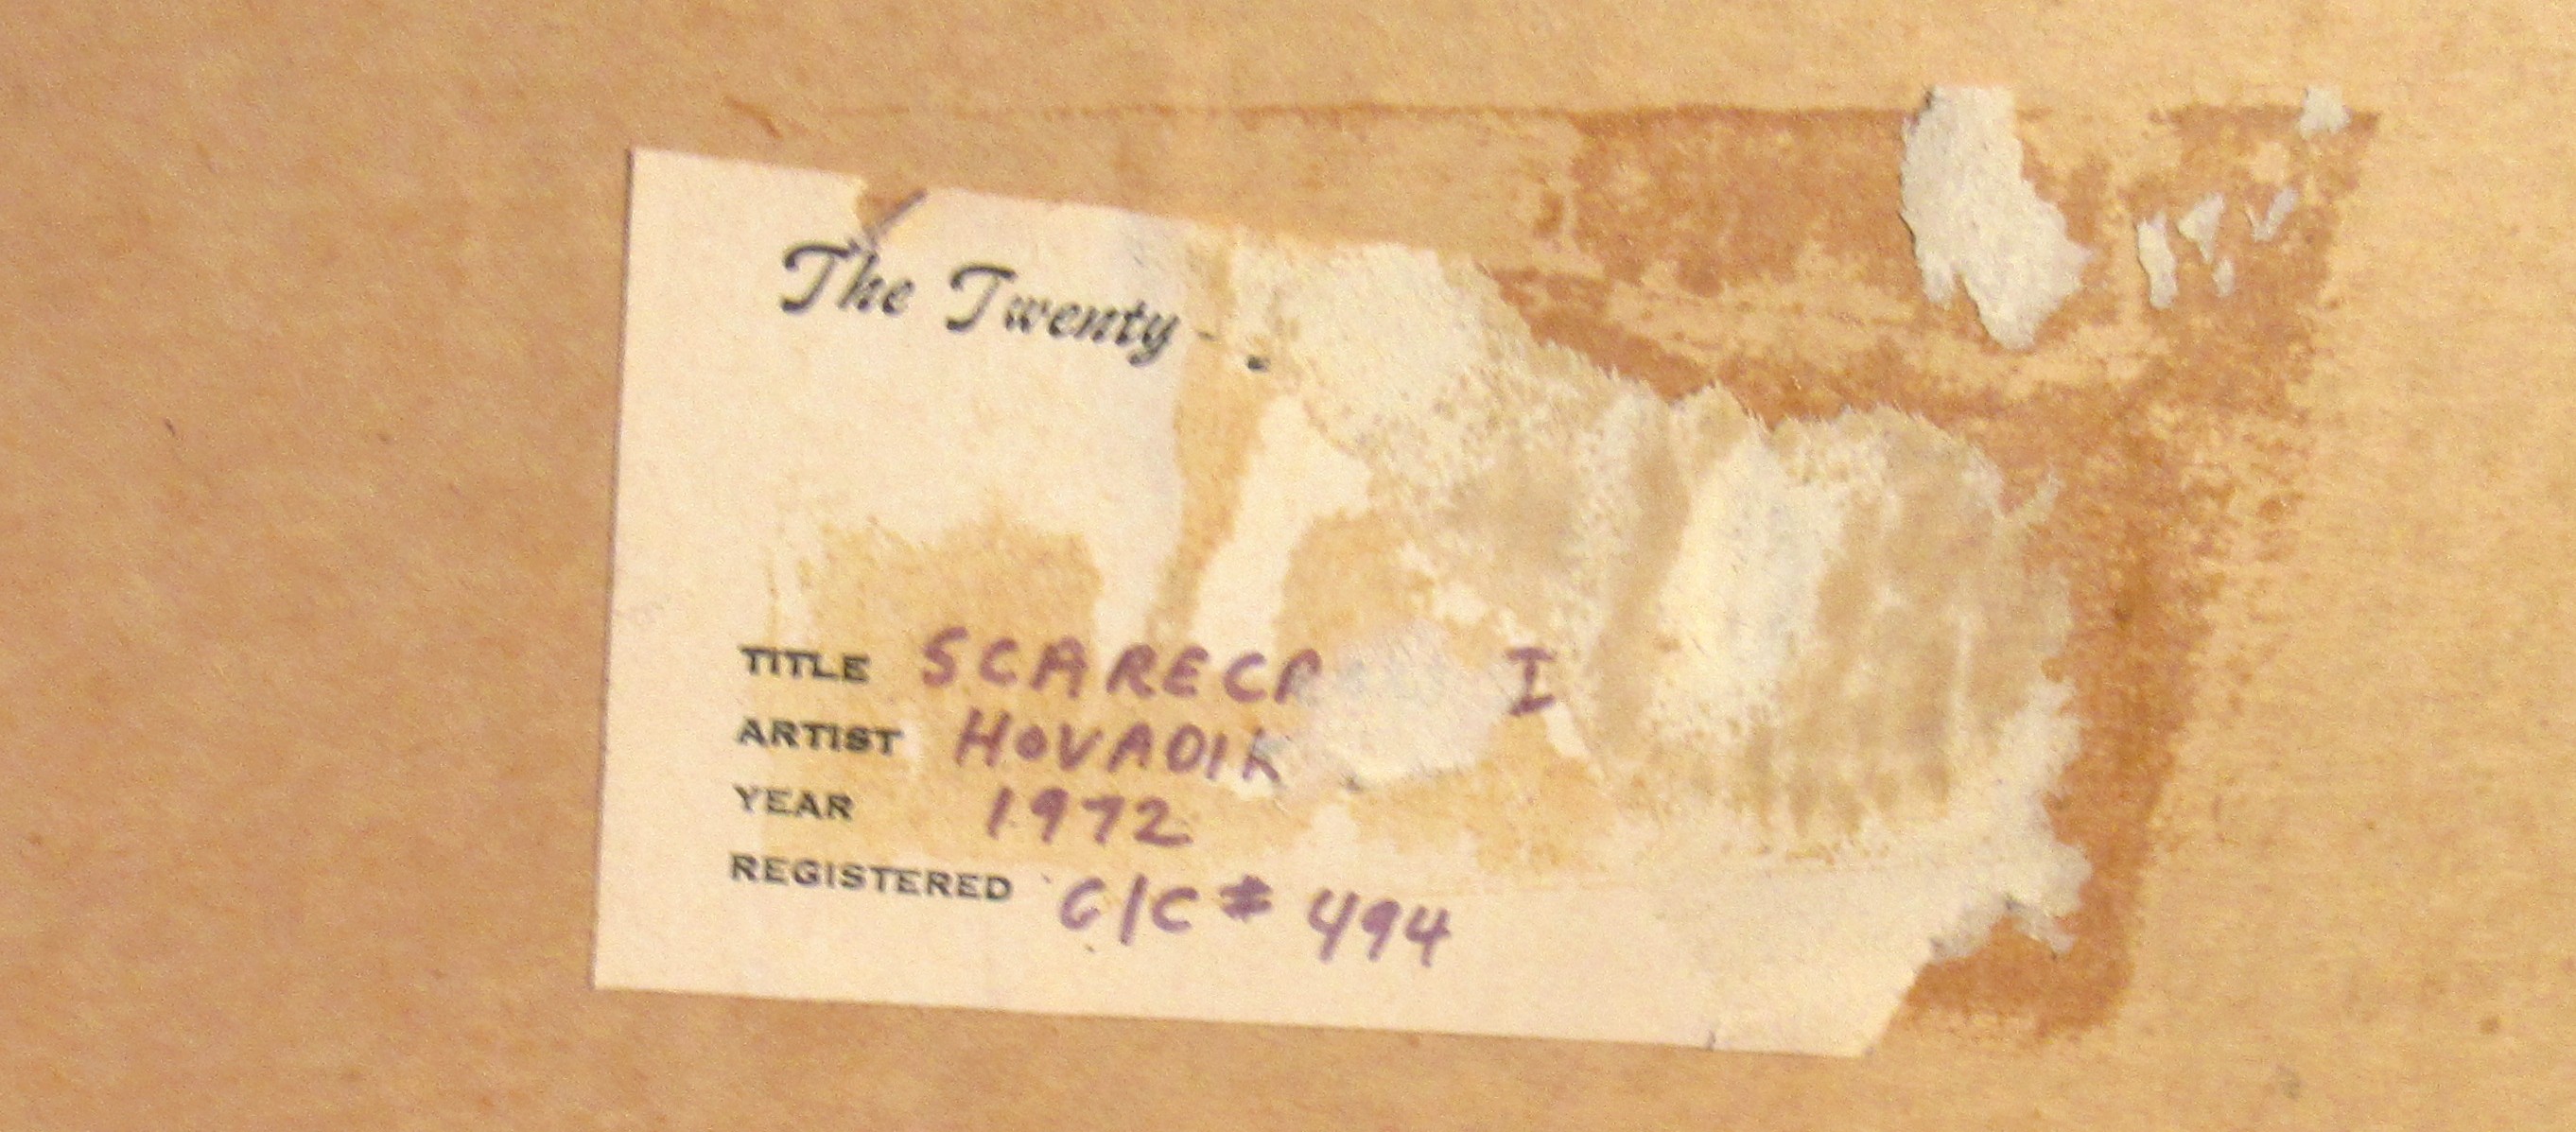 The Twenty -
TITLE SCARECR I
ARTIST HOVADIK
YEAR 1972
REGISTERED G/C # 494